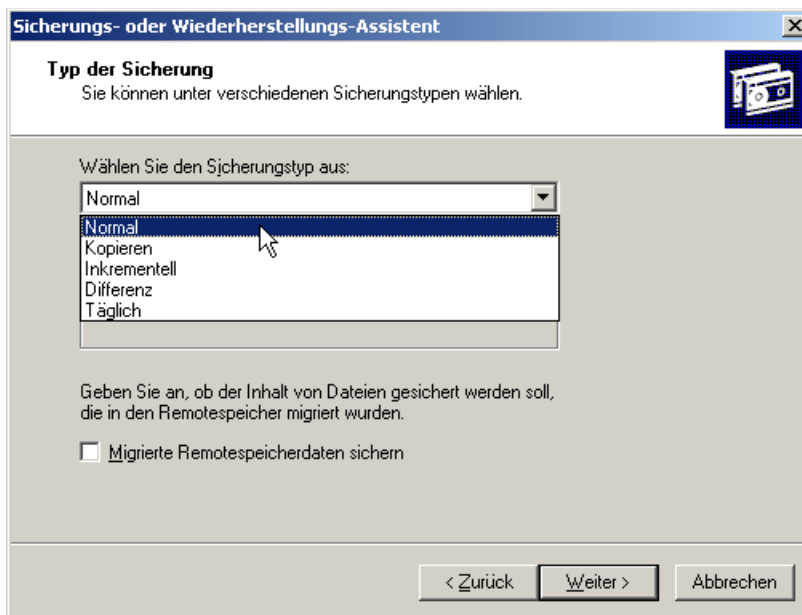 Sicherungs- oder Wiederherstellungs-Assistent
Typ der Sicherung
Sie können unter verschiedenen Sicherungstypen wählen.
Wählen Sie den Sicherungstyp aus:
Normal
Normal
Kopieren
Inkrementell
Differenz
Täglich
Geben Sie an, ob der Inhalt von Dateien gesichert werden soll,
die in den Remotespeicher migriert wurden.
Migrierte Remotespeicherdaten sichern
< Zurück
Weiter >
Abbrechen